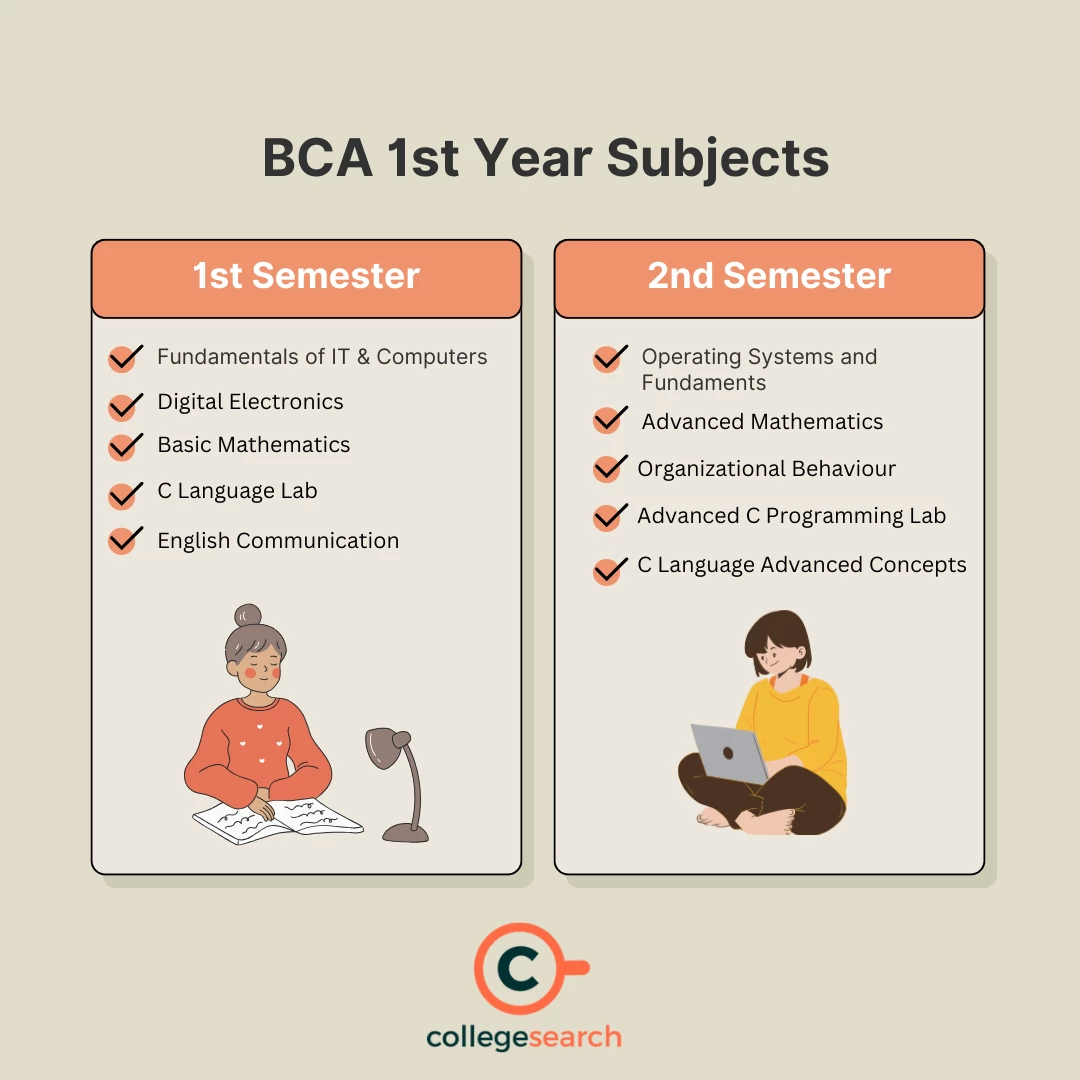 BCA 1st Year Subjects
1st Semester
Fundamentals of IT & Computers
Digital Electronics
Basic Mathematics
C Language Lab
English Communication
2nd Semester
Operating Systems and
Fundaments
Advanced Mathematics
Organizational Behaviour
Advanced C Programming Lab
C Language Advanced Concepts
C
collegesearch